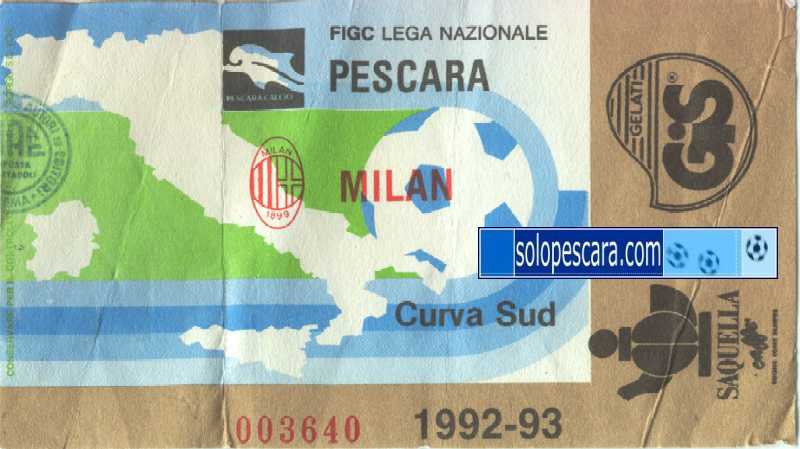 FIGC LEGA NAZIONALE
PESCARA
PESCARA CALCIO
MILAN
1899
MILAN
GELATI
GiS
®
solopescara.com
Curva Sud
SAQUELLA
caffè
003640
1992-93